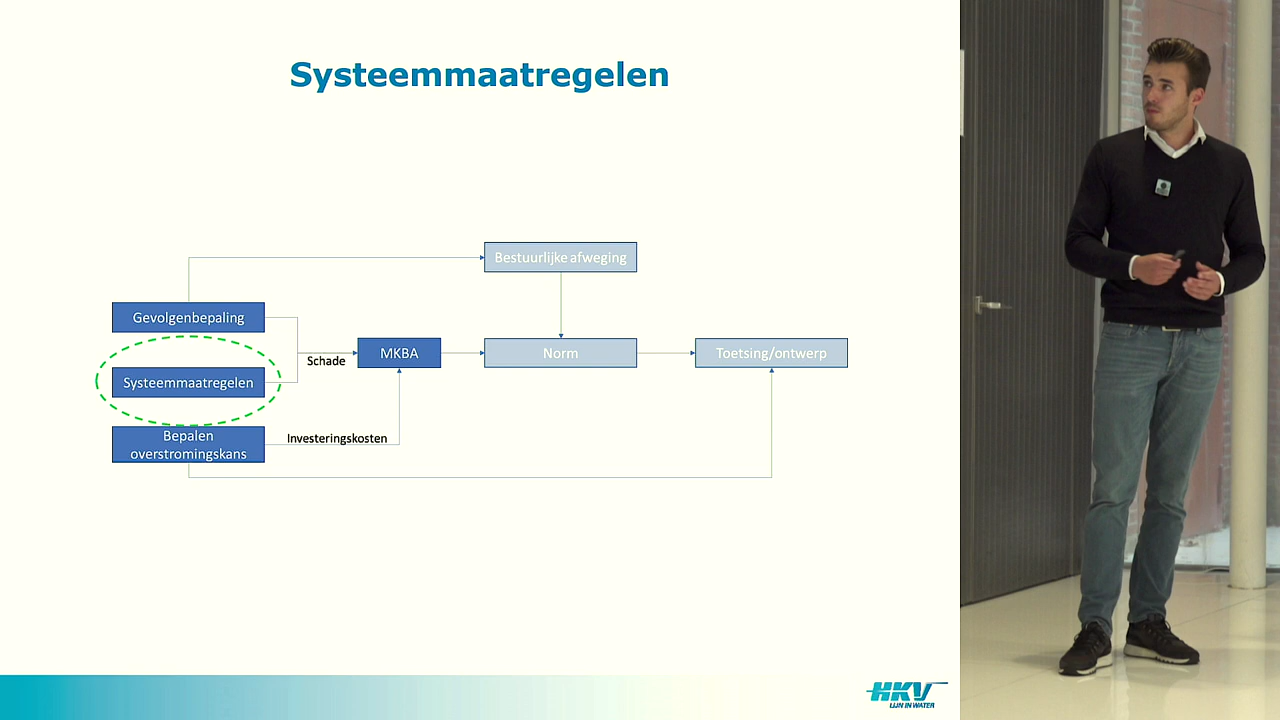 Systeemmaatregelen
Bestuurlijke afweging
Gevolgenbepaling
Schade
MKBA
Norm
Toetsing/ontwerp
Systeemmaatregelen
Bepalen
overstromingskans
Investeringskosten
HKV
LIJN IN WATER